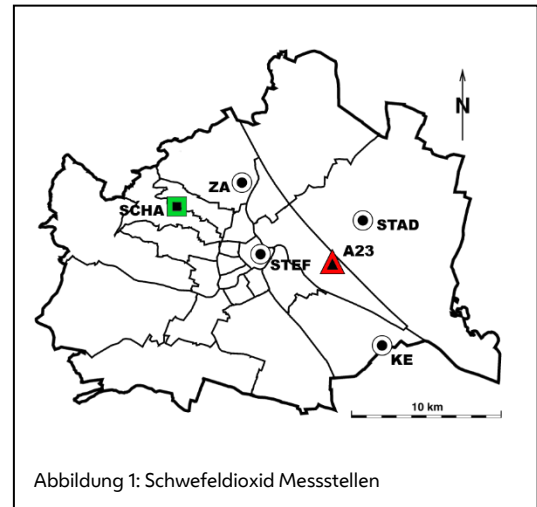 N
ZA
SCHA
STAD
A23
STEF
KE
10 km
Abbildung 1: Schwefeldioxid Messstellen